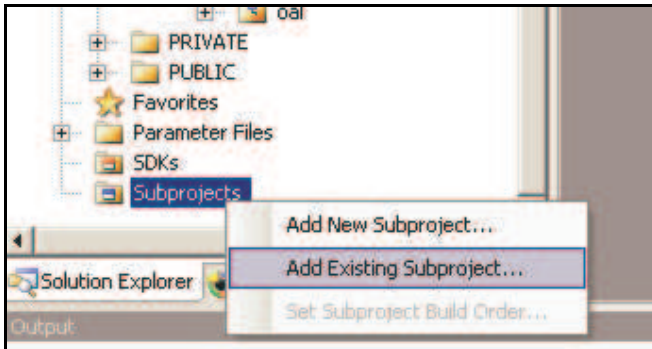 oal
PRIVATE
PUBLIC
Favorites
Parameter Files
SDKs
Subprojects
Add New Subproject...
Add Existing Subproject...
Set Subproject Build Order...
Solution Explorer
Output